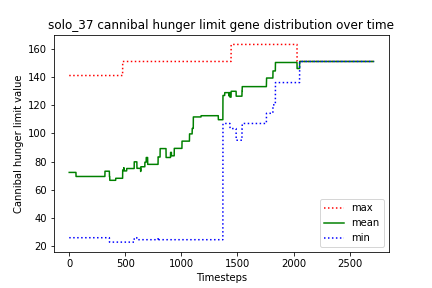 solo_37 cannibal hunger limit gene distribution over time
Cannibal hunger limit value
160
140
120
100
80
60
40
20
max
mean
min
0
500
1000
1500
2000
2500
Timesteps